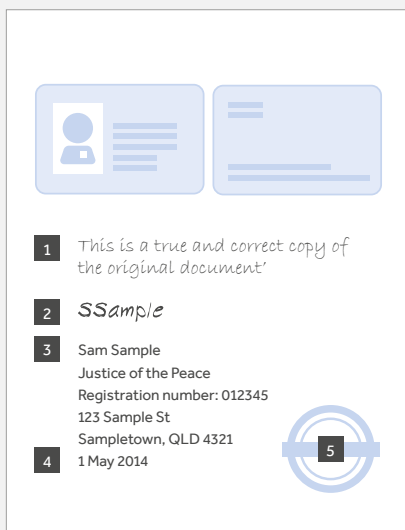 1 This is a true and correct copy of
the original document’
2 SSample
3 Sam Sample
Justice of the Peace
Registration number: 012345
123 Sample St
Sampletown, QLD 4321
4 1 May 2014
5